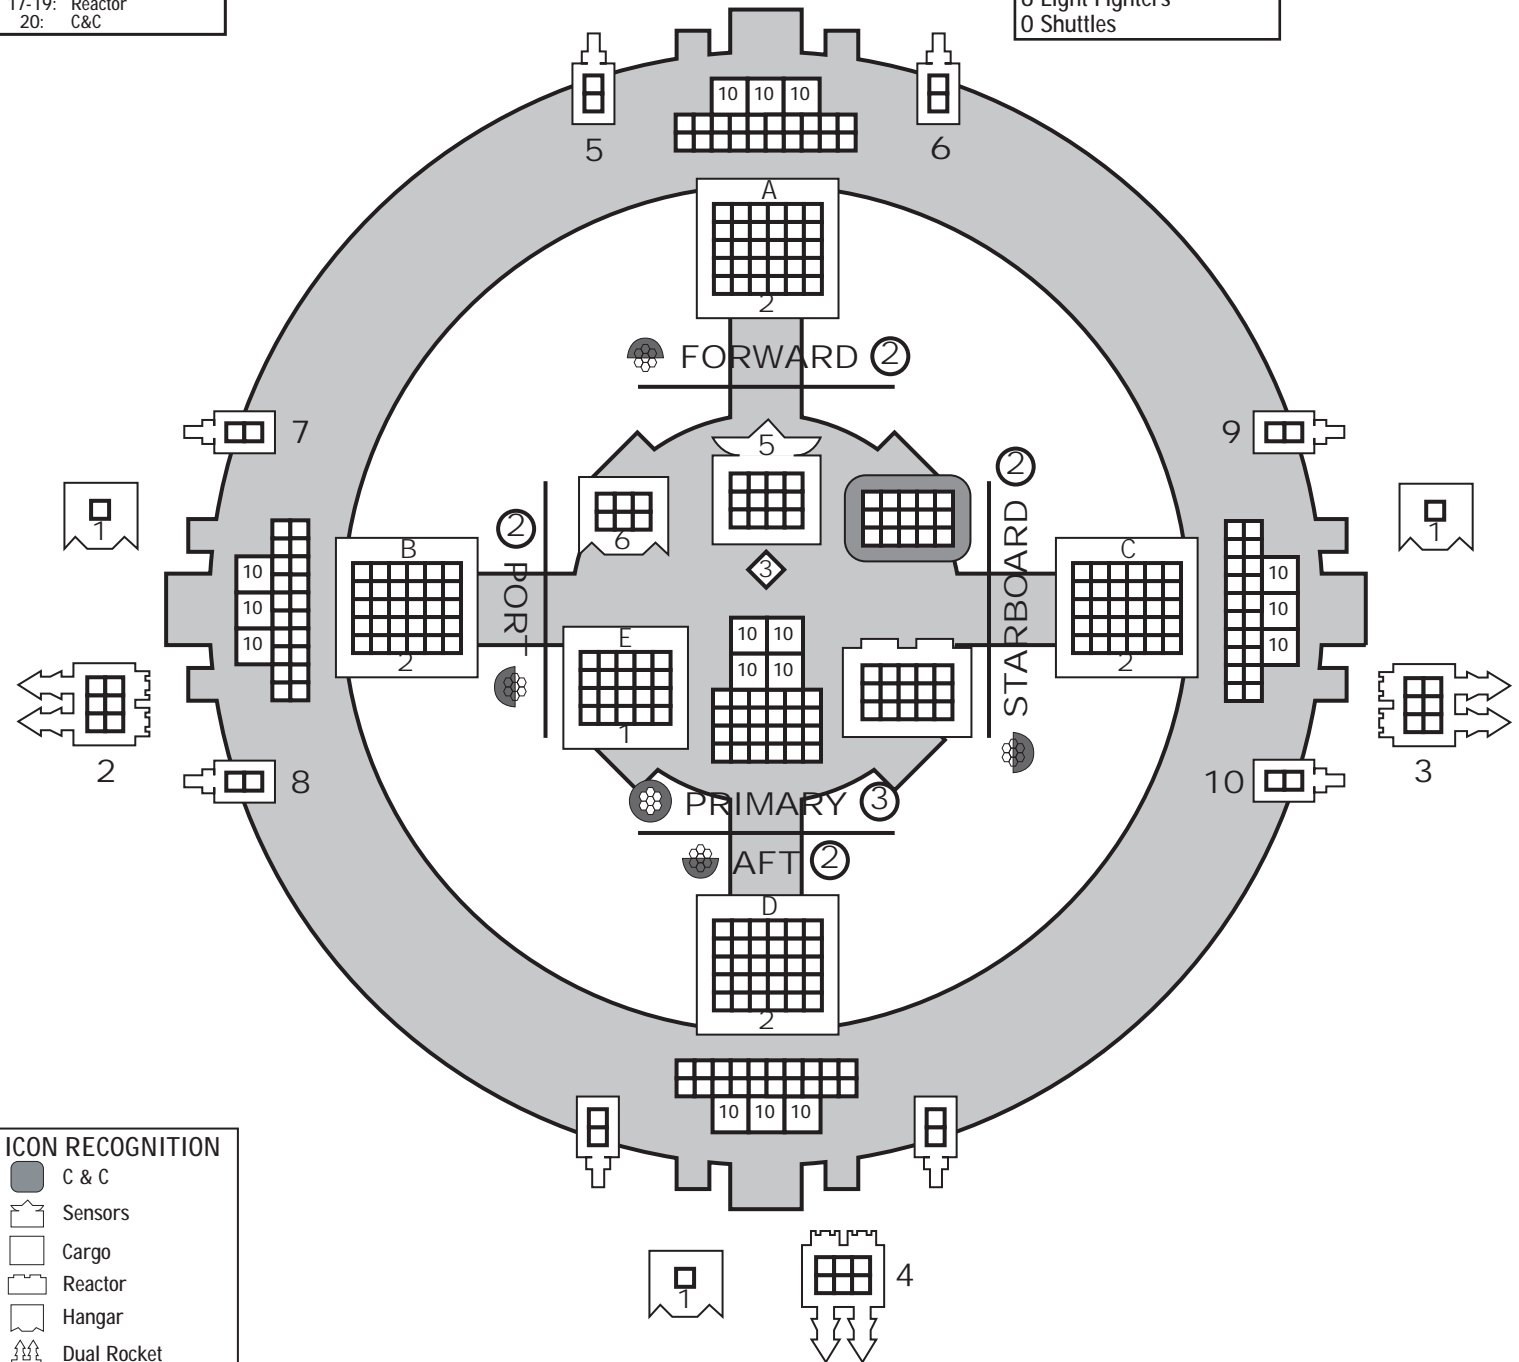 17-19: Reactor
20: C&C
0 Shuttles
10 10 10
5
6
A
2
FORWARD 2
7
9
5
2
2
1
1
6
B
C
3
10
10
10
10
10
10
PORT
STARBOARD
2
2
E
10 10
10 10
1
2
8
10
3
PRIMARY 3
AFT 2
D
2
10 10 10
1
4
ICON RECOGNITION
C & C
Sensors
Cargo
Reactor
Hangar
Dual Rocket